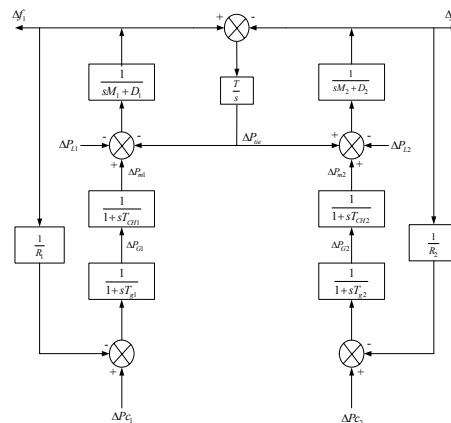 Δf₁ + - Δf
1/(sM₁+D₁) T/s 1/(sM₂+D₂)
ΔP_L1 - - ΔP_tie + - ΔP_L2
+ +
ΔP_m1 ΔP_m2
1/(1+sT_CH1) 1/(1+sT_CH2)
1/R₁ ΔP_G1 ΔP_G2 1/R₂
1/(1+sT_g1) 1/(1+sT_g2)
- -
+ +
ΔPc₁ ΔPc₂